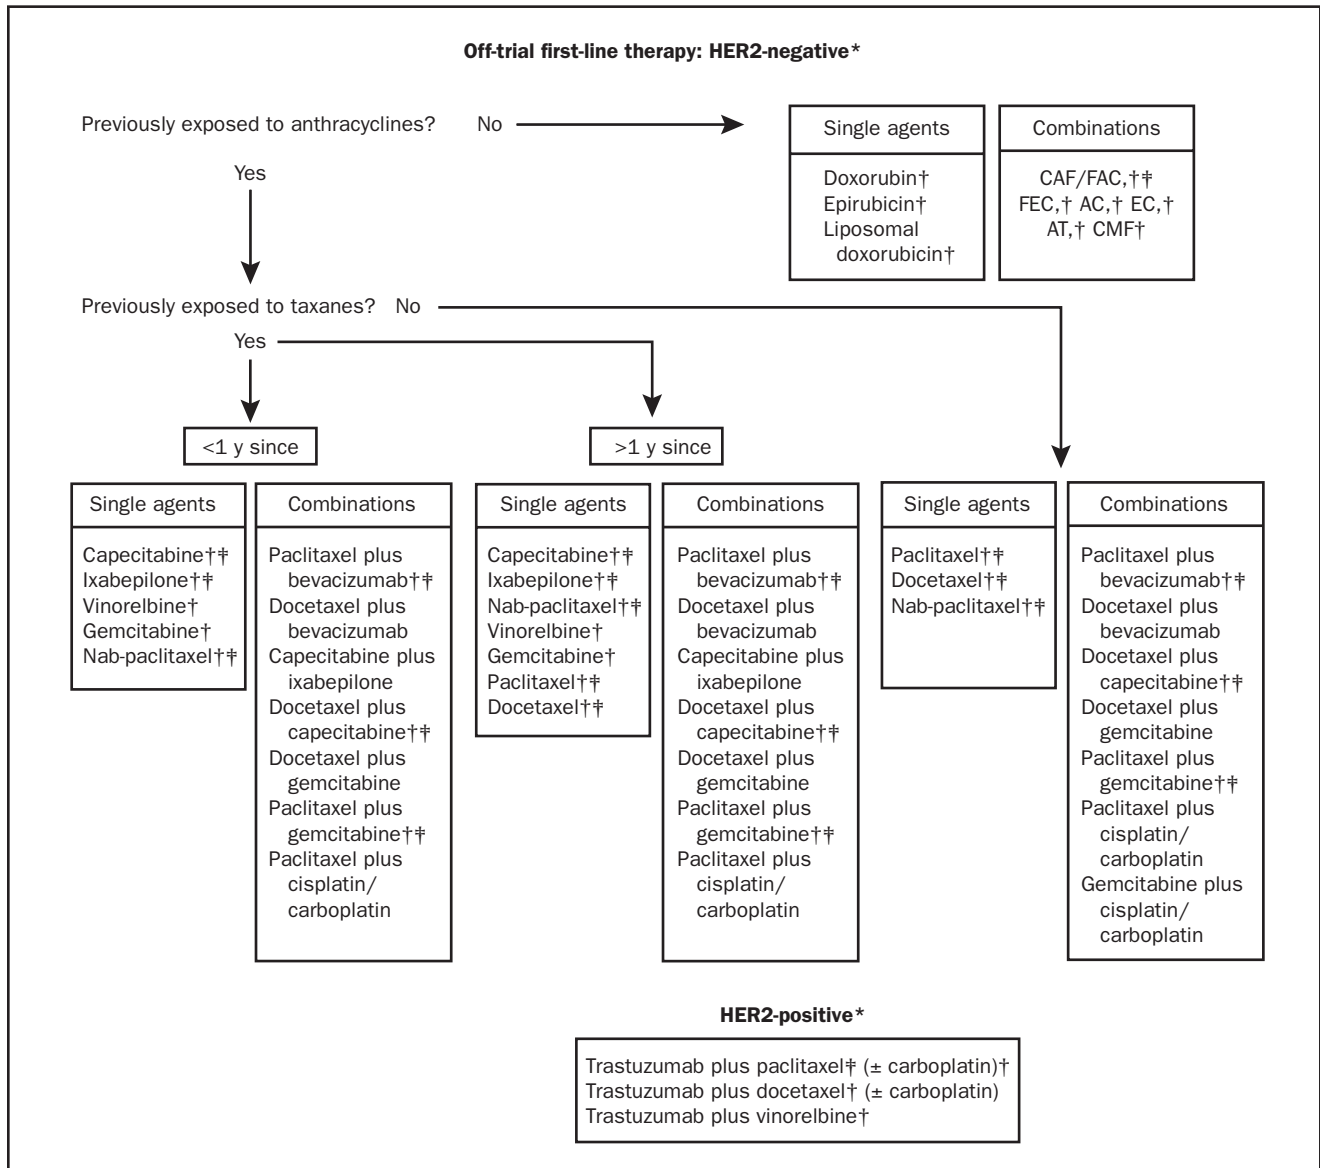 Off-trial first-line therapy: HER2-negative*
Previously exposed to anthracyclines? No
Single agents
Doxorubin†
Epirubicin†
Liposomal
doxorubicin†
Combinations
CAF/FAC,†‡
FEC,† AC,† EC,†
AT,† CMF†
Yes
Previously exposed to taxanes? No
Yes
<1 y since
>1 y since
Single agents
Capecitabine†‡
Ixabepilone†‡
Vinorelbine†
Gemcitabine†
Nab-paclitaxel†‡
Combinations
Paclitaxel plus
bevacizumab†‡
Docetaxel plus
bevacizumab
Capecitabine plus
ixabepilone
Docetaxel plus
capecitabine†‡
Docetaxel plus
gemcitabine
Paclitaxel plus
gemcitabine†‡
Paclitaxel plus
cisplatin/
carboplatin
Single agents
Capecitabine†‡
Ixabepilone†‡
Nab-paclitaxel†‡
Vinorelbine†
Gemcitabine†
Paclitaxel†‡
Docetaxel†‡
Combinations
Paclitaxel plus
bevacizumab†‡
Docetaxel plus
bevacizumab
Capecitabine plus
ixabepilone
Docetaxel plus
capecitabine†‡
Docetaxel plus
gemcitabine
Paclitaxel plus
gemcitabine†‡
Paclitaxel plus
cisplatin/
carboplatin
Single agents
Paclitaxel†‡
Docetaxel†‡
Nab-paclitaxel†‡
Combinations
Paclitaxel plus
bevacizumab†‡
Docetaxel plus
bevacizumab
Docetaxel plus
capecitabine†‡
Docetaxel plus
gemcitabine
Paclitaxel plus
gemcitabine†‡
Paclitaxel plus
cisplatin/
carboplatin
Gemcitabine plus
cisplatin/
carboplatin
HER2-positive*
Trastuzumab plus paclitaxel‡ (± carboplatin)†
Trastuzumab plus docetaxel† (± carboplatin)
Trastuzumab plus vinorelbine†